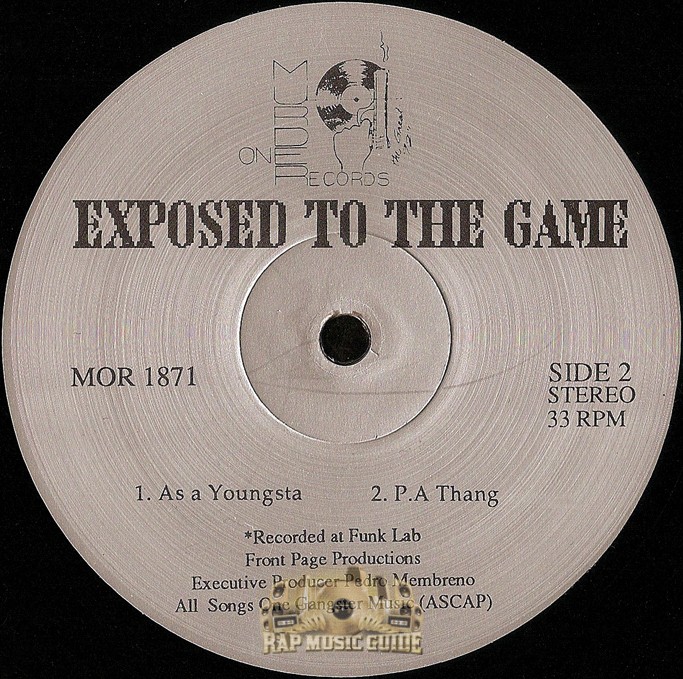 MURDER
ONE
RECORDS
EXPOSED TO THE GAME
MOR 1871
SIDE 2
STEREO
33 RPM
1. As a Youngsta
2. P.A Thang
*Recorded at Funk Lab
Front Page Productions
Executive Producer Pedro Membreno
All Songs One Gangster Music (ASCAP)
RAP MUSIC GUIDE